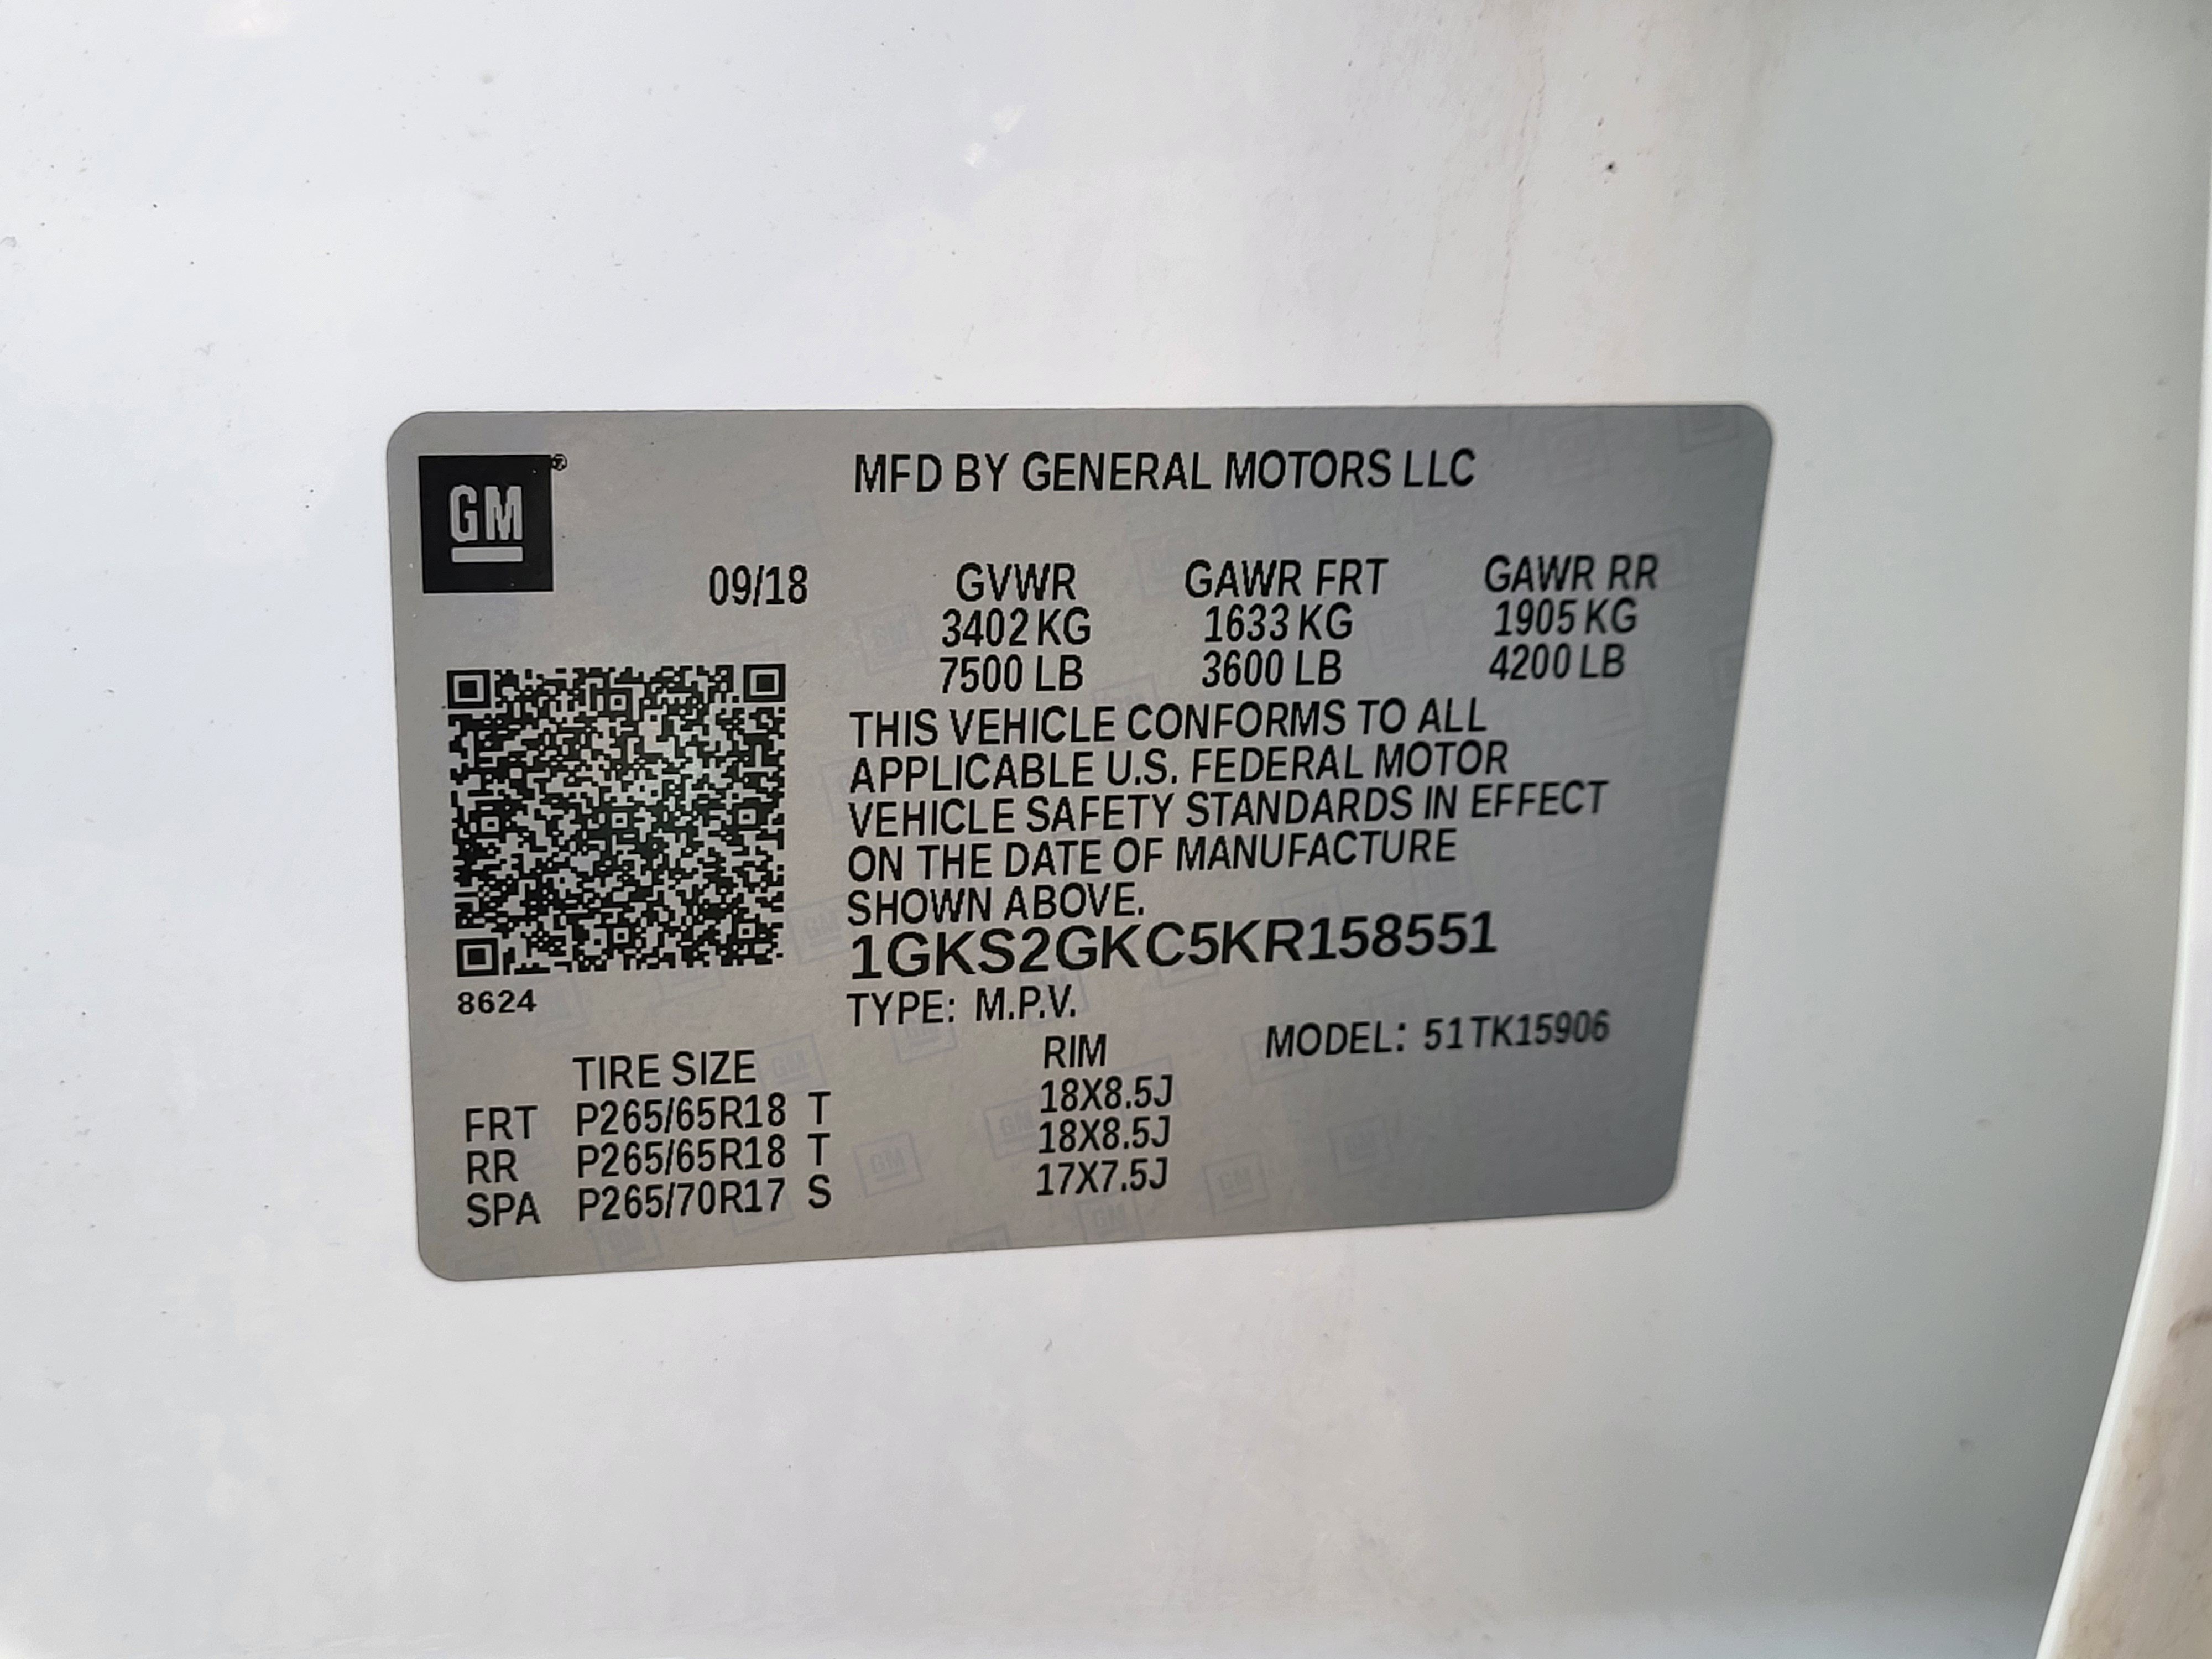 GM
MFD BY GENERAL MOTORS LLC
09/18 GVWR GAWR FRT GAWR RR
3402 KG 1633 KG 1905 KG
7500 LB 3600 LB 4200 LB
THIS VEHICLE CONFORMS TO ALL
APPLICABLE U.S. FEDERAL MOTOR
VEHICLE SAFETY STANDARDS IN EFFECT
ON THE DATE OF MANUFACTURE
SHOWN ABOVE.
1GKS2GKC5KR158551
8624
TYPE: M.P.V. MODEL: 51TK15906
TIRE SIZE RIM
FRT P265/65R18 T 18X8.5J
RR P265/65R18 T 18X8.5J
SPA P265/70R17 S 17X7.5J